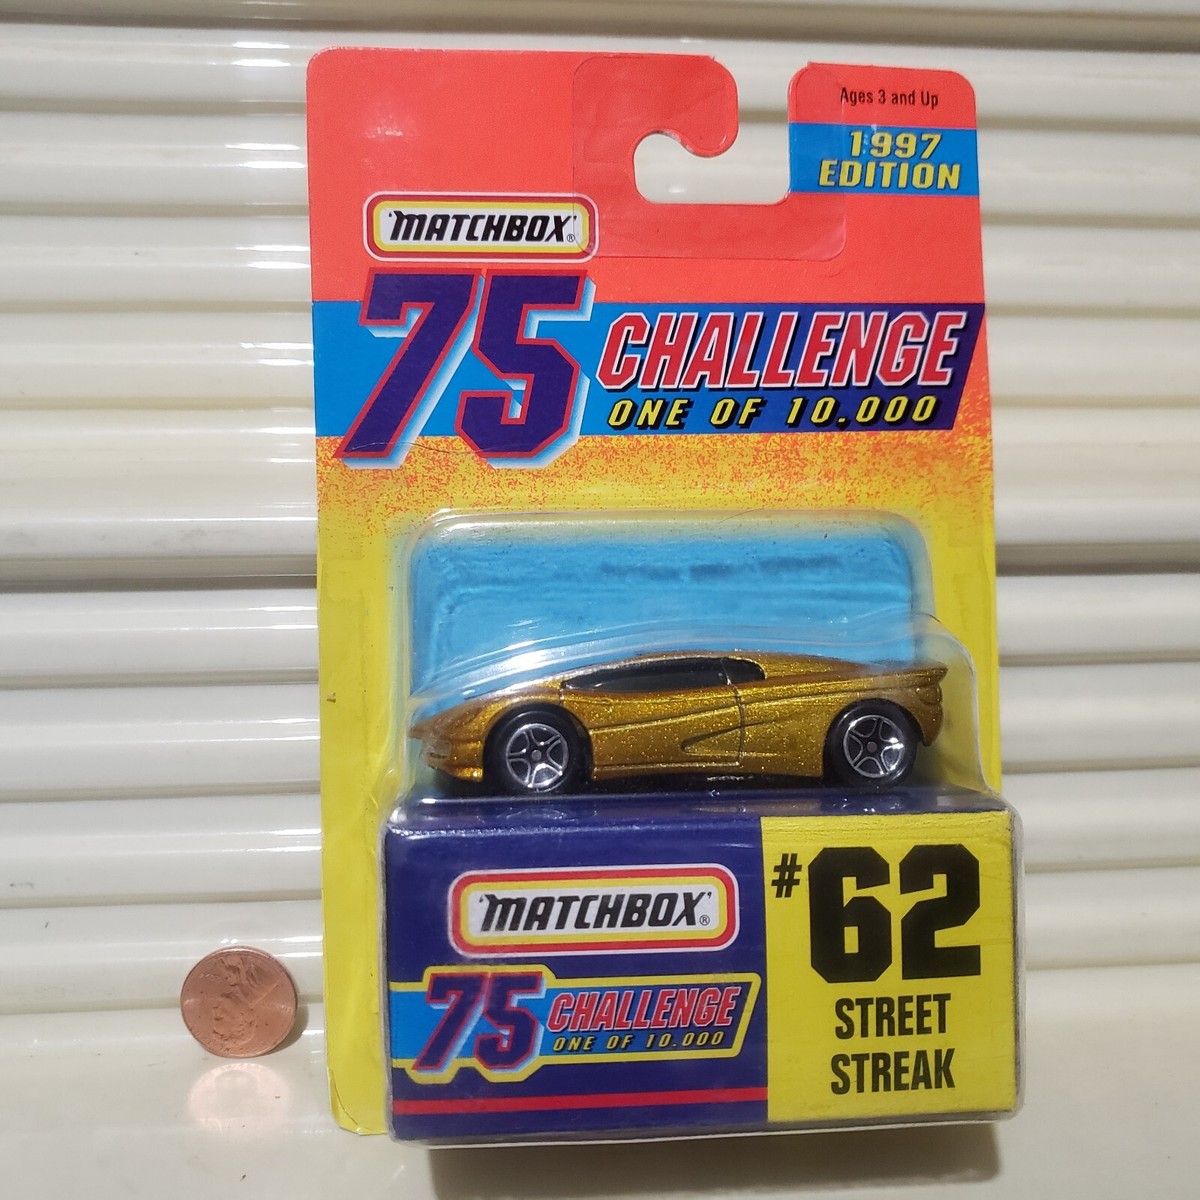 Ages 3 and Up
1997
EDITION
'MATCHBOX'®
75
CHALLENGE
ONE OF 10.000
'MATCHBOX'®
75
CHALLENGE
ONE OF 10.000
#62
STREET
STREAK